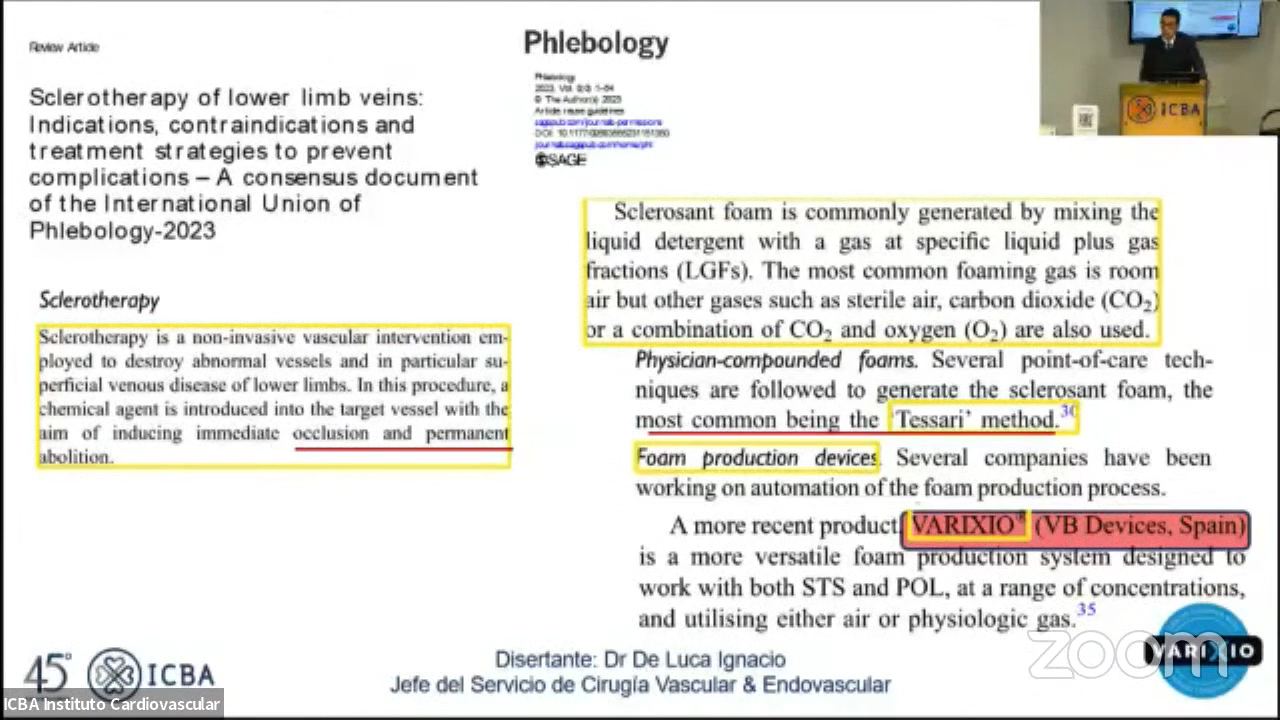 Review Article
Sclerotherapy of lower limb veins:
Indications, contraindications and
treatment strategies to prevent
complications – A consensus document
of the International Union of
Phlebology-2023
Sclerotherapy
Sclerotherapy is a non-invasive vascular intervention em-
ployed to destroy abnormal vessels and in particular su-
perficial venous disease of lower limbs. In this procedure, a
chemical agent is introduced into the target vessel with the
aim of inducing immediate occlusion and permanent
abolition.
Phlebology
Phlebology
2023, Vol. 0(0) 1–64
© The Author(s) 2023
Article reuse guidelines:
sagepub.com/journals-permissions
journals.sagepub.com/home/phl
SAGE
ICBA
Sclerosant foam is commonly generated by mixing the
liquid detergent with a gas at specific liquid plus gas
fractions (LGFs). The most common foaming gas is room
air but other gases such as sterile air, carbon dioxide (CO2)
or a combination of CO2 and oxygen (O2) are also used.
Physician-compounded foams. Several point-of-care tech-
niques are followed to generate the sclerosant foam, the
most common being the 'Tessari' method.
Foam production devices. Several companies have been
working on automation of the foam production process.
A more recent product, VARIXIO® (VB Devices, Spain)
is a more versatile foam production system designed to
work with both STS and POL, at a range of concentrations,
and utilising either air or physiologic gas.35
45° ICBA
Disertante: Dr De Luca Ignacio
Jefe del Servicio de Cirugía Vascular & Endovascular
zoom
VARIXIO
ICBA Instituto Cardiovascular